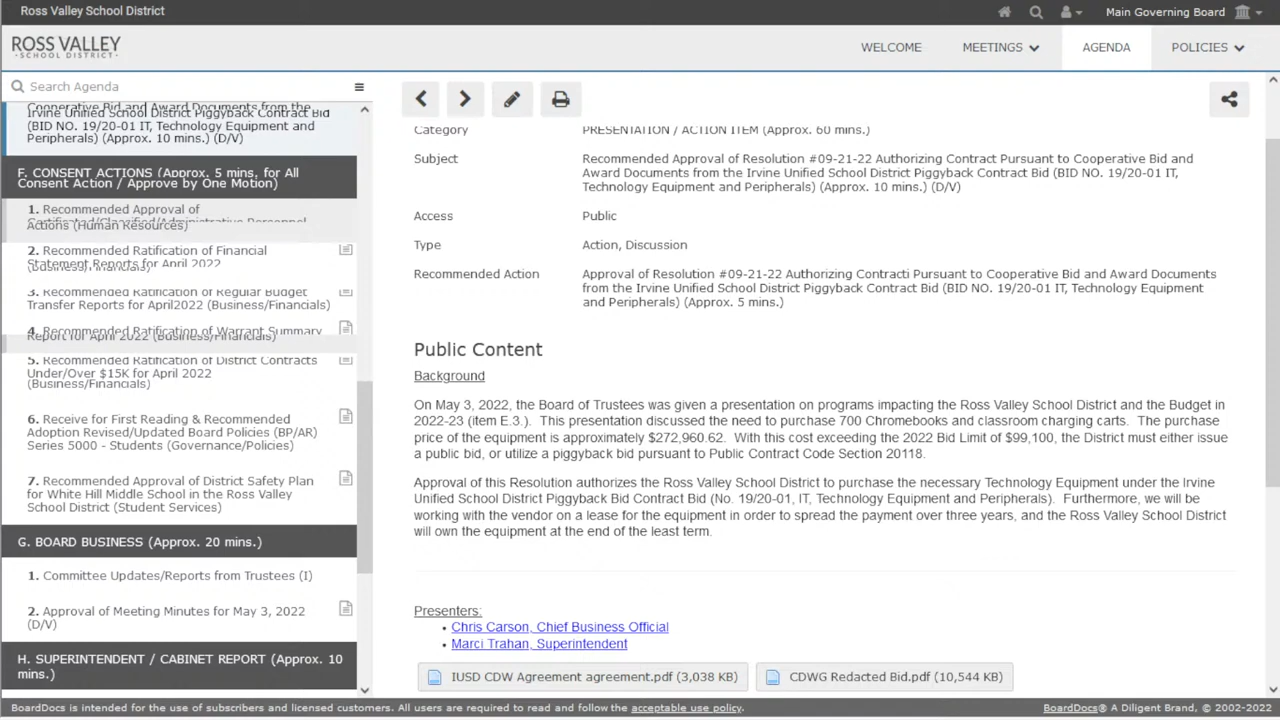 Ross Valley School District
Main Governing Board
ROSS VALLEY
SCHOOL DISTRICT
WELCOME
MEETINGS
AGENDA
POLICIES
Search Agenda
Cooperative Bid and Award Documents from the
Irvine Unified School District Piggyback Contract Bid
(BID NO. 19/20-01 IT, Technology Equipment and
Peripherals) (Approx. 10 mins.) (D/V)
F. CONSENT ACTIONS (Approx. 5 mins. for All
Consent Action / Approve by One Motion)
1. Recommended Approval of
Certificated/Classified/Administrative Personnel
Actions (Human Resources)
2. Recommended Ratification of Financial
Statement Reports for April 2022
(Business/Financials)
3. Recommended Ratification of Regular Budget
Transfer Reports for April2022 (Business/Financials)
4. Recommended Ratification of Warrant Summary
Report for April 2022 (Business/Financials)
5. Recommended Ratification of District Contracts
Under/Over $15K for April 2022
(Business/Financials)
6. Receive for First Reading & Recommended
Adoption Revised/Updated Board Policies (BP/AR)
Series 5000 - Students (Governance/Policies)
7. Recommended Approval of District Safety Plan
for White Hill Middle School in the Ross Valley
School District (Student Services)
G. BOARD BUSINESS (Approx. 20 mins.)
1. Committee Updates/Reports from Trustees (I)
2. Approval of Meeting Minutes for May 3, 2022
(D/V)
H. SUPERINTENDENT / CABINET REPORT (Approx. 10
mins.)
Category PRESENTATION / ACTION ITEM (Approx. 60 mins.)
Subject Recommended Approval of Resolution #09-21-22 Authorizing Contract Pursuant to Cooperative Bid and
Award Documents from the Irvine Unified School District Piggyback Contract Bid (BID NO. 19/20-01 IT,
Technology Equipment and Peripherals) (Approx. 10 mins.) (D/V)
Access Public
Type Action, Discussion
Recommended Action Approval of Resolution #09-21-22 Authorizing Contracti Pursuant to Cooperative Bid and Award Documents
from the Irvine Unified School District Piggyback Contract Bid (BID NO. 19/20-01 IT, Technology Equipment
and Peripherals) (Approx. 5 mins.)
Public Content
Background
On May 3, 2022, the Board of Trustees was given a presentation on programs impacting the Ross Valley School District and the Budget in
2022-23 (item E.3.). This presentation discussed the need to purchase 700 Chromebooks and classroom charging carts. The purchase
price of the equipment is approximately $272,960.62. With this cost exceeding the 2022 Bid Limit of $99,100, the District must either issue
a public bid, or utilize a piggyback bid pursuant to Public Contract Code Section 20118.
Approval of this Resolution authorizes the Ross Valley School District to purchase the necessary Technology Equipment under the Irvine
Unified School District Piggyback Bid Contract Bid (No. 19/20-01, IT, Technology Equipment and Peripherals). Furthermore, we will be
working with the vendor on a lease for the equipment in order to spread the payment over three years, and the Ross Valley School District
will own the equipment at the end of the least term.
Presenters:
• Chris Carson, Chief Business Official
• Marci Trahan, Superintendent
IUSD CDW Agreement agreement.pdf (3,038 KB)
CDWG Redacted Bid.pdf (10,544 KB)
BoardDocs is intended for the use of subscribers and licensed customers. All users are required to read and follow the acceptable use policy.
BoardDocs® A Diligent Brand, © 2002-2022